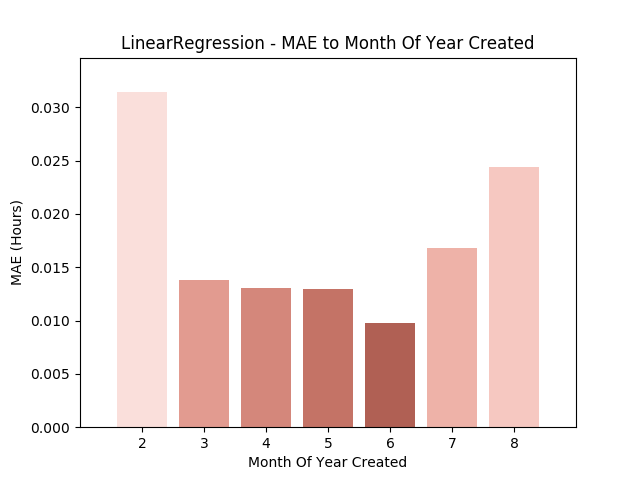 LinearRegression - MAE to Month Of Year Created
MAE (Hours)
0.030
0.025
0.020
0.015
0.010
0.005
0.000
2 3 4 5 6 7 8
Month Of Year Created